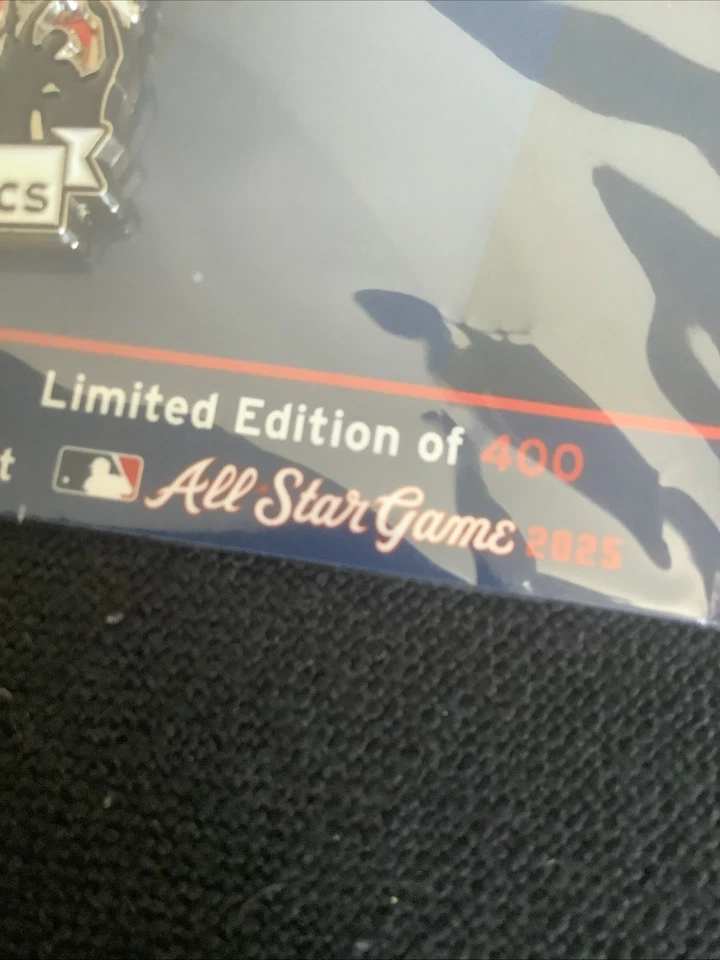 cs
Limited Edition of 400
t All Star Game 2025